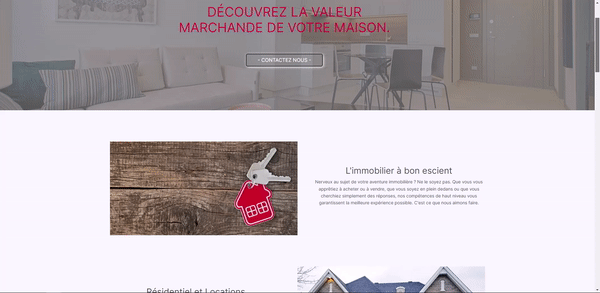 DÉCOUVREZ LA VALEUR
MARCHANDE DE VOTRE MAISON.
- CONTACTEZ NOUS -
L'immobilier à bon escient
Nerveux au sujet de votre aventure immobilière ? Ne le soyez pas. Que vous vous
apprêtiez à acheter ou à vendre, que vous soyez en plein dedans ou que vous
cherchiez simplement des réponses, nos compétences de haut niveau vous
garantissent la meilleure expérience possible. C'est ce que nous aimons faire.
Résidentiel et Locations